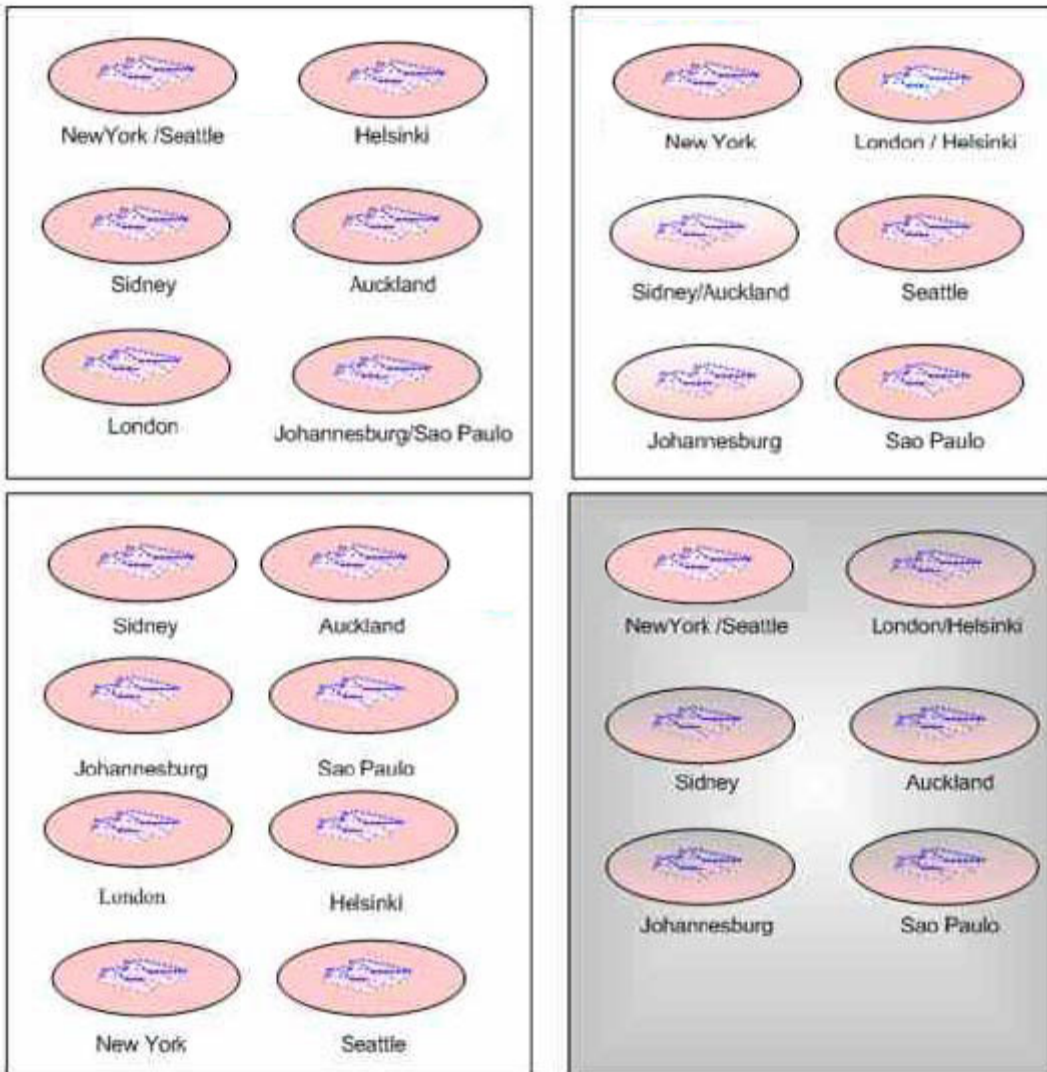 NewYork /Seattle
Helsinki
Sidney
Auckland
London
Johannesburg/Sao Paulo
New York
London / Helsinki
Sidney/Auckland
Seattle
Johannesburg
Sao Paulo
Sidney
Auckland
Johannesburg
Sao Paulo
London
Helsinki
New York
Seattle
NewYork /Seattle
London/Helsinki
Sidney
Auckland
Johannesburg
Sao Paulo